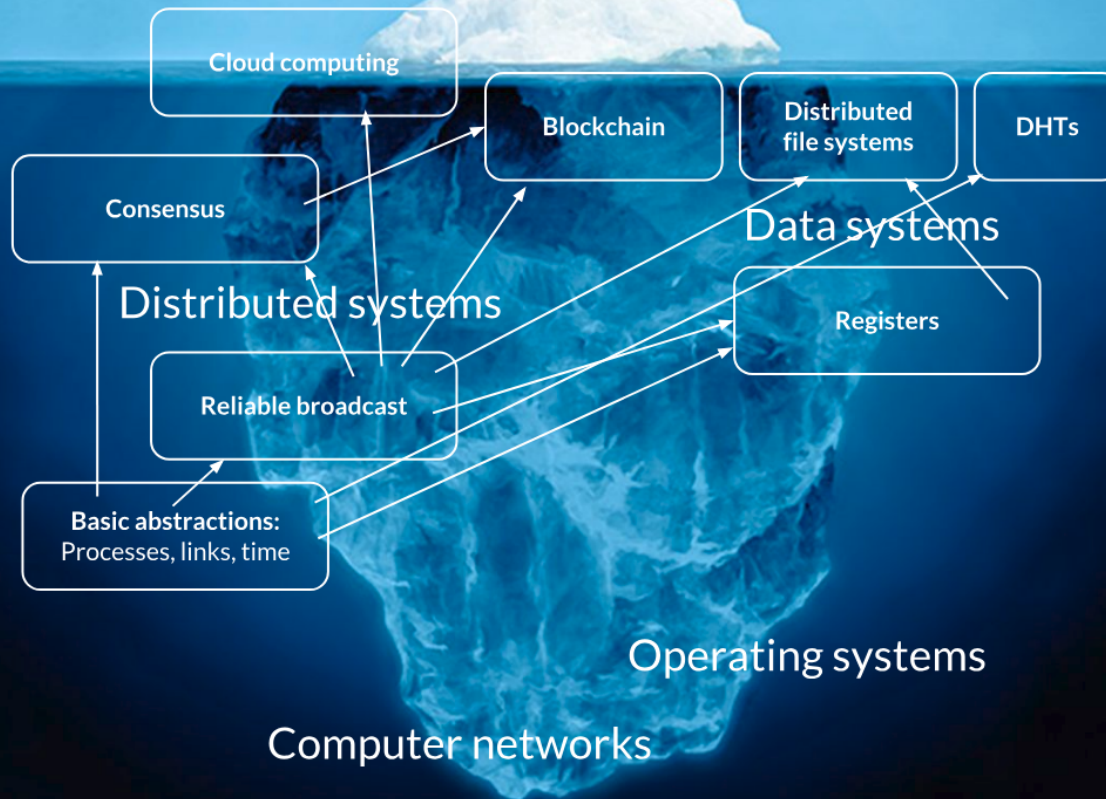 Cloud computing
Blockchain
Distributed
file systems
DHTs
Consensus
Data systems
Distributed systems
Registers
Reliable broadcast
Basic abstractions:
Processes, links, time
Operating systems
Computer networks